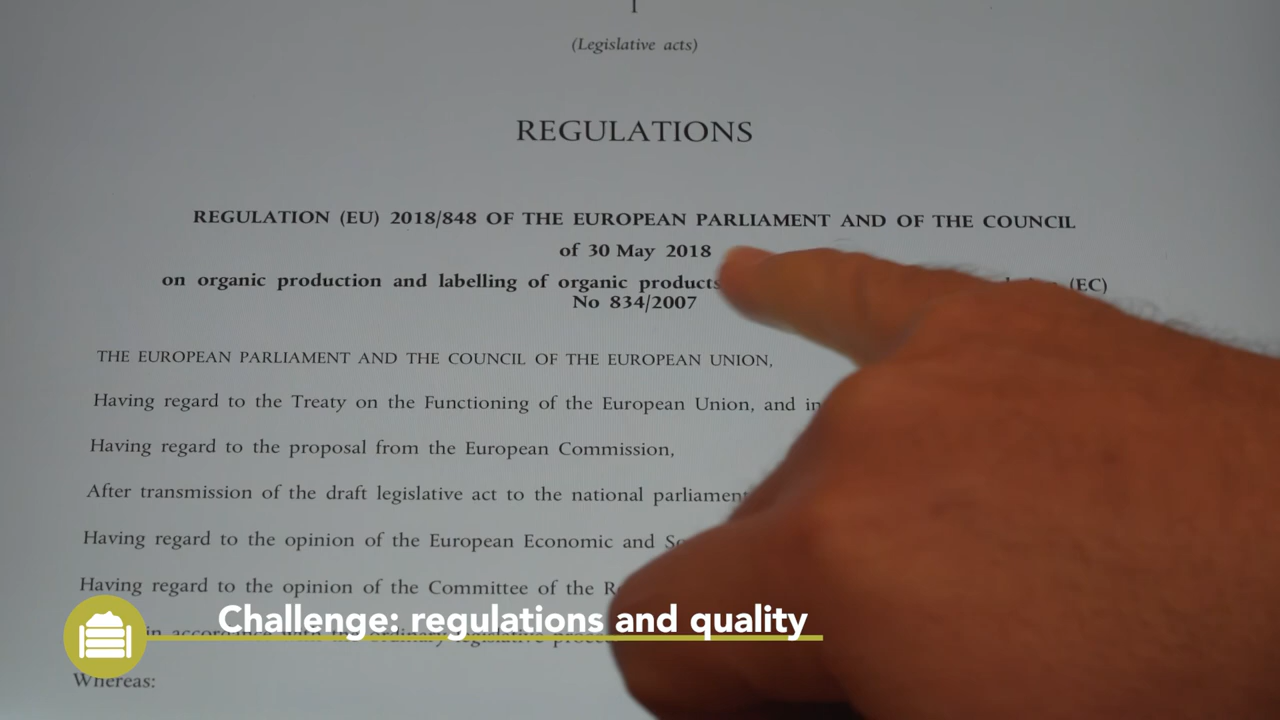 I
(Legislative acts)
REGULATIONS
REGULATION (EU) 2018/848 OF THE EUROPEAN PARLIAMENT AND OF THE COUNCIL
of 30 May 2018
on organic production and labelling of organic products (EC)
No 834/2007
THE EUROPEAN PARLIAMENT AND THE COUNCIL OF THE EUROPEAN UNION,
Having regard to the Treaty on the Functioning of the European Union, and in
Having regard to the proposal from the European Commission,
After transmission of the draft legislative act to the national parliament
Having regard to the opinion of the European Economic and
Having regard to the opinion of the Committee of the
Challenge: regulations and quality
in
Whereas: